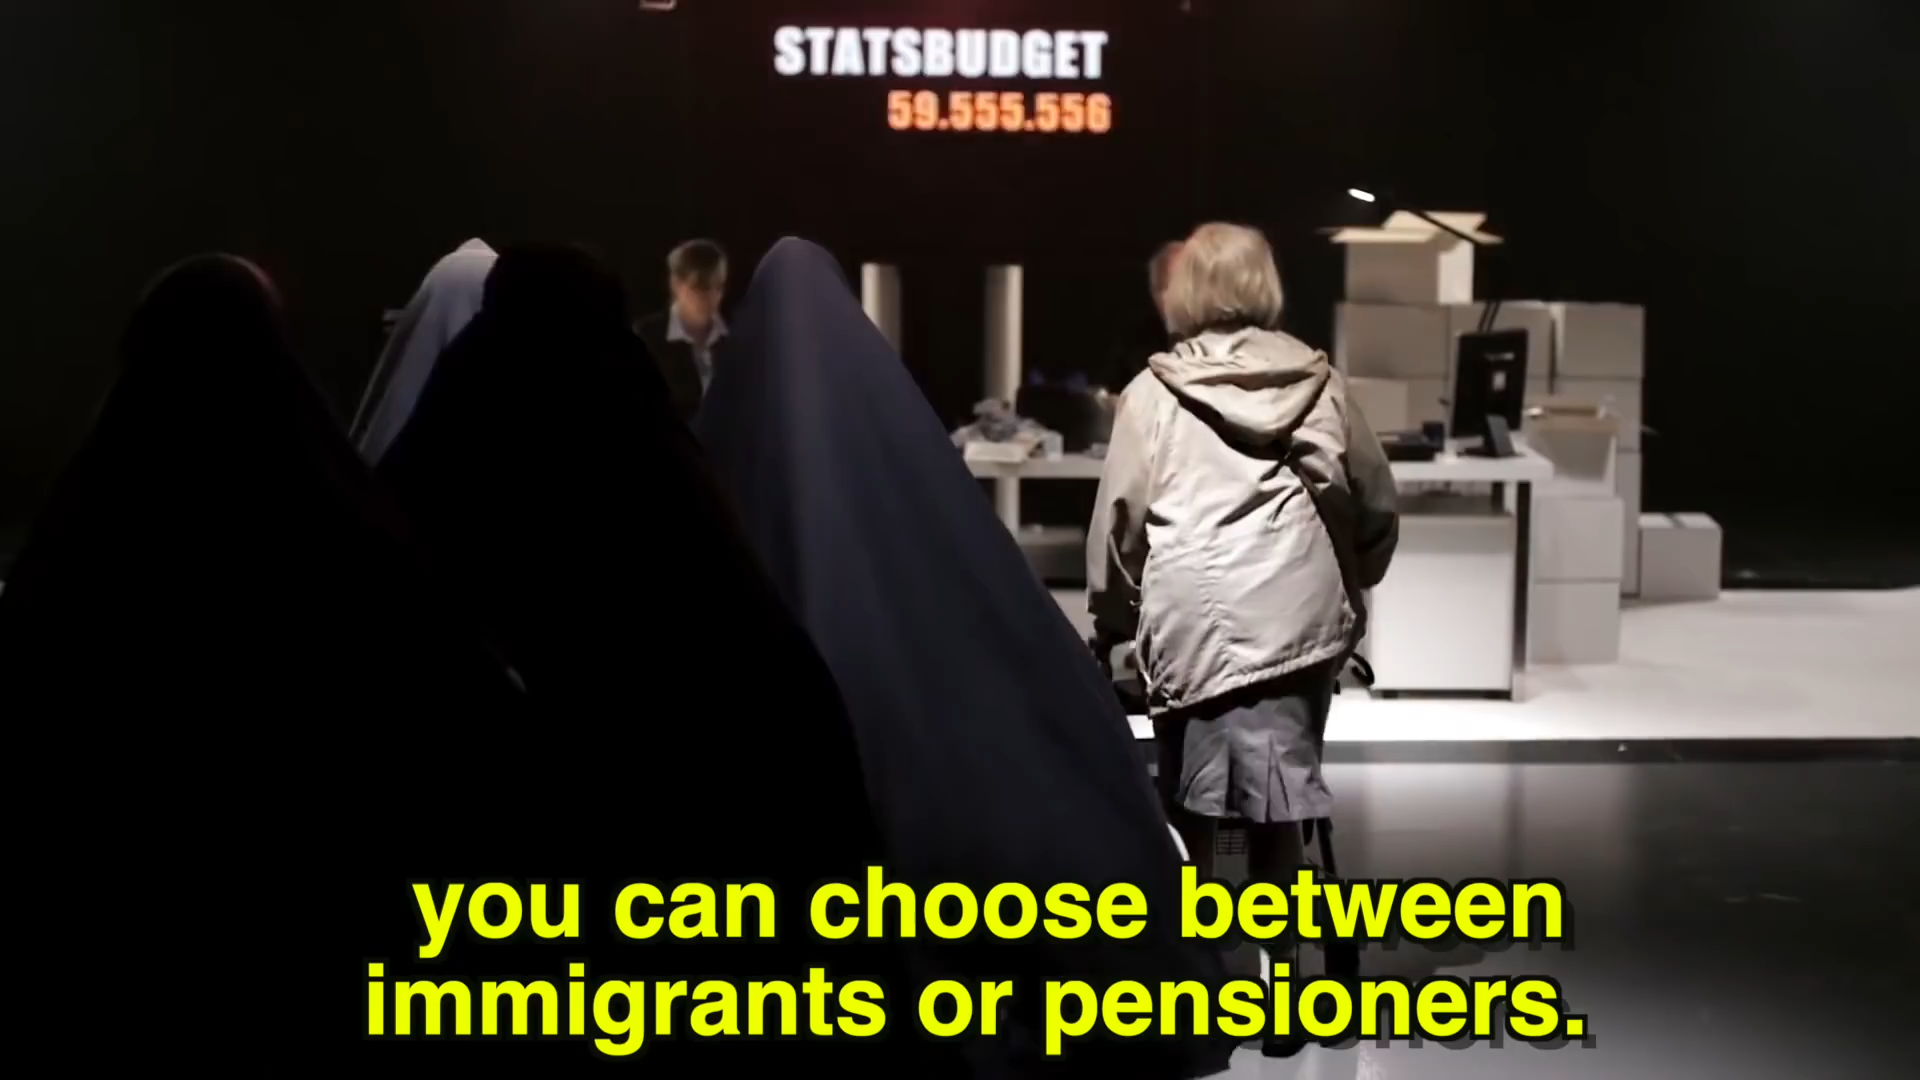 STATSBUDGET
59.555.556
you can choose between
immigrants or pensioners.